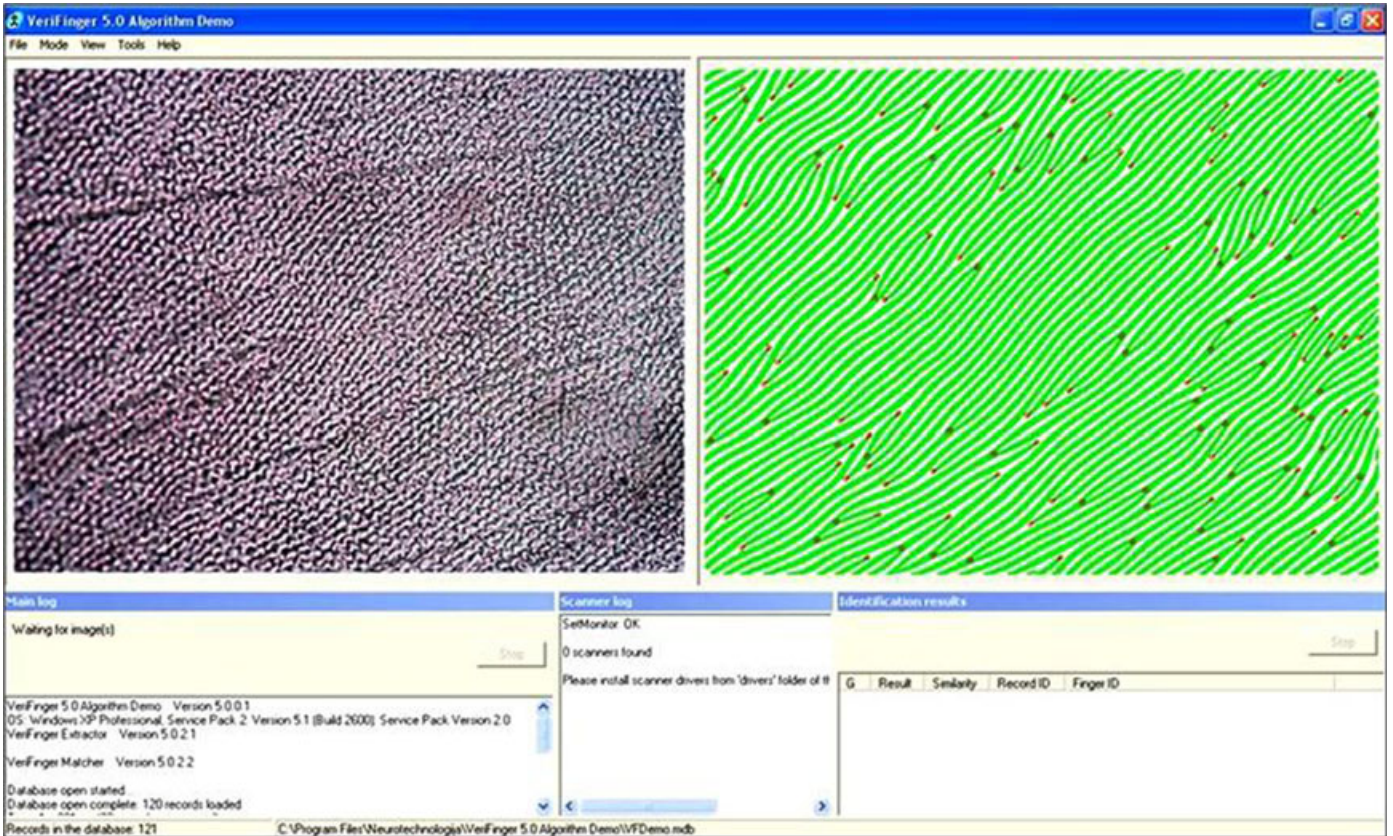 VeriFinger 5.0 Algorithm Demo
File Mode View Tools Help
Main log
Waiting for image(s)
Stop
VeriFinger 5.0 Algorithm Demo Version 5.0.0.1
OS: Windows XP Professional, Service Pack 2. Version 5.1 (Build 2600). Service Pack Version 2.0
VeriFinger Extractor Version 5.0.2.1
VeriFinger Matcher Version 5.0.2.2
Database open started
Database open complete: 120 records loaded
Scanner log
SetMonitor OK
0 scanners found
Please install scanner drivers from 'drivers' folder of th
Identification results
Stop
G Result Similarity Record ID Finger ID
Records in the database: 121 C:\Program Files\Neurotechnologija\VeriFinger 5.0 Algorithm Demo\VFDemo.mdb